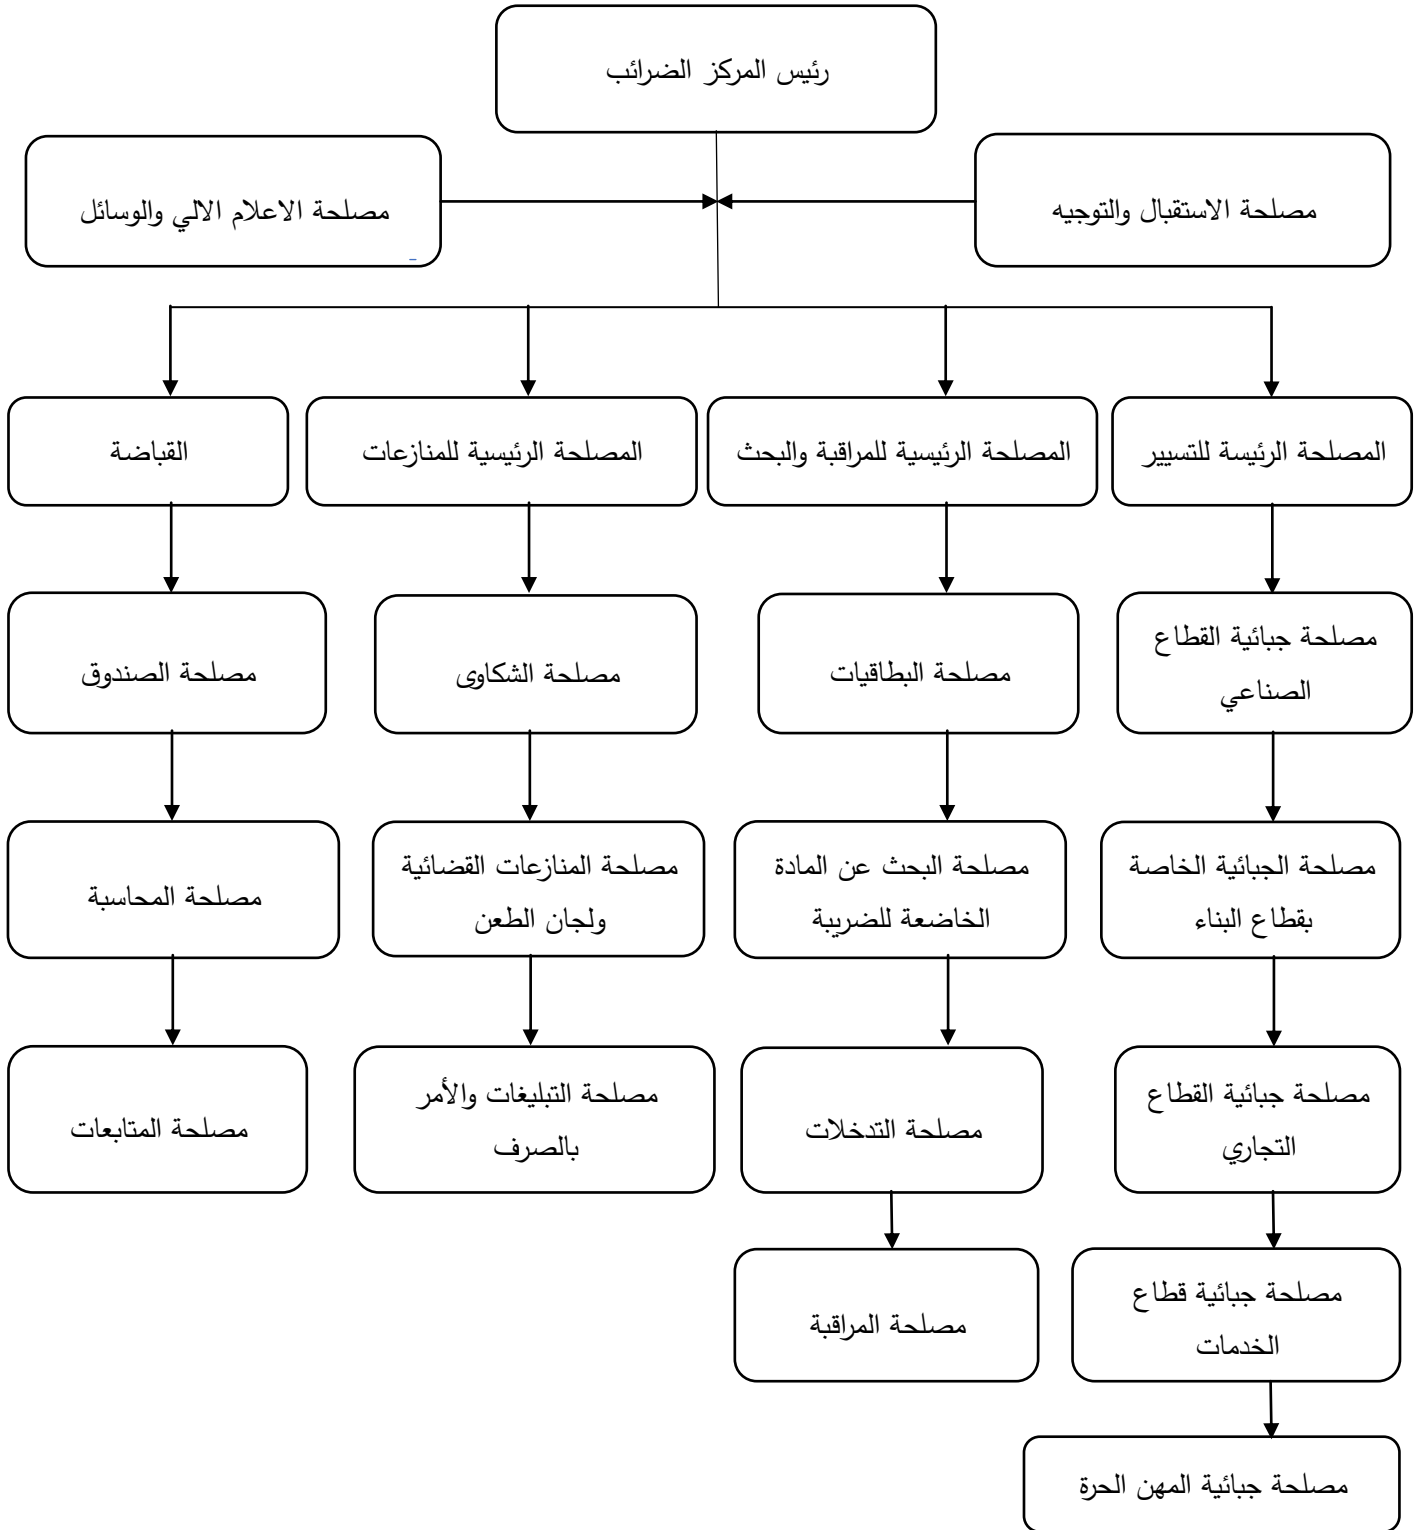 رئيس المركز الضرائب
مصلحة الاستقبال والتوجيه
مصلحة الاعلام الالي والوسائل
المصلحة الرئيسة للتسيير
المصلحة الرئيسية للمراقبة والبحث
المصلحة الرئيسية للمنازعات
القباضة
مصلحة جبائية القطاع
الصناعي
مصلحة البطاقيات
مصلحة الشكاوى
مصلحة الصندوق
مصلحة الجبائية الخاصة
بقطاع البناء
مصلحة البحث عن المادة
الخاضعة للضريبة
مصلحة المنازعات القضائية
ولجان الطعن
مصلحة المحاسبة
مصلحة جبائية القطاع
التجاري
مصلحة التدخلات
مصلحة التبليغات والأمر
بالصرف
مصلحة المتابعات
مصلحة جبائية قطاع
الخدمات
مصلحة المراقبة
مصلحة جبائية المهن الحرة